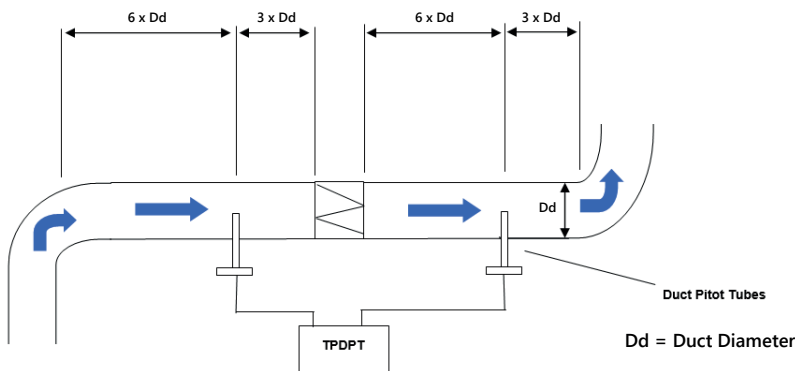 6 x Dd
3 x Dd
6 x Dd
3 x Dd
Dd
Duct Pitot Tubes
TPDPT
Dd = Duct Diameter